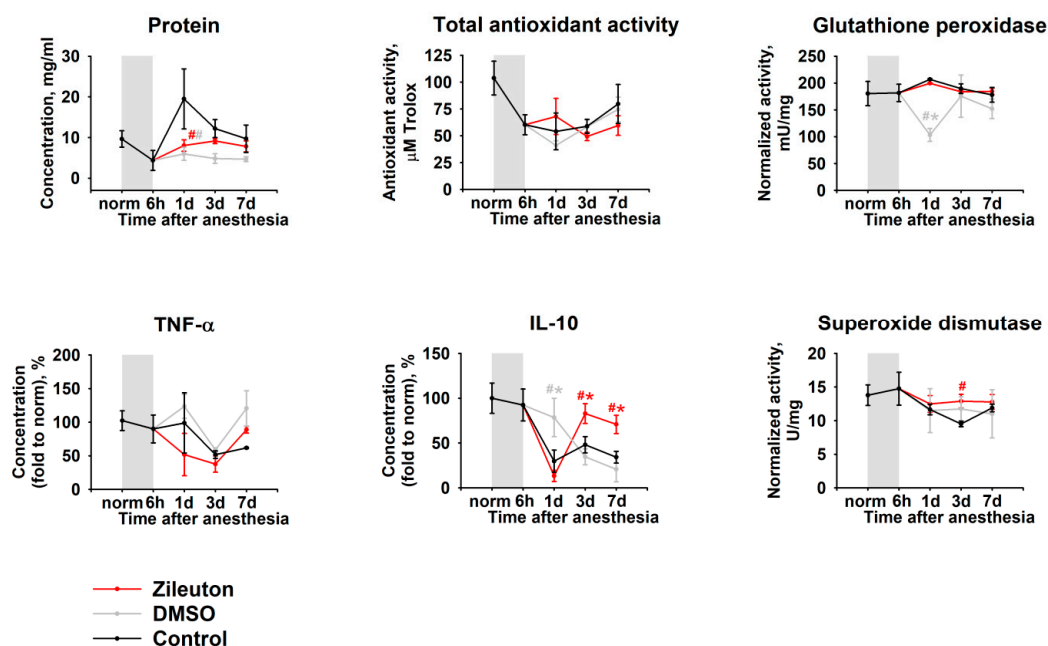 Protein
Concentration, mg/ml
30
20
10
0
##
norm 6h 1d 3d 7d
Time after anesthesia
Total antioxidant activity
Antioxidant activity,
µM Trolox
125
100
75
50
25
0
norm 6h 1d 3d 7d
Time after anesthesia
Glutathione peroxidase
Normalized activity,
mU/mg
250
200
150
100
50
0
#*
norm 6h 1d 3d 7d
Time after anesthesia
TNF-α
Concentration
(fold to norm), %
200
150
100
50
0
norm 6h 1d 3d 7d
Time after anesthesia
IL-10
Concentration
(fold to norm), %
150
100
50
0
#* #* #*
norm 6h 1d 3d 7d
Time after anesthesia
Superoxide dismutase
Normalized activity,
U/mg
20
15
10
5
0
#
norm 6h 1d 3d 7d
Time after anesthesia
Zileuton
DMSO
Control